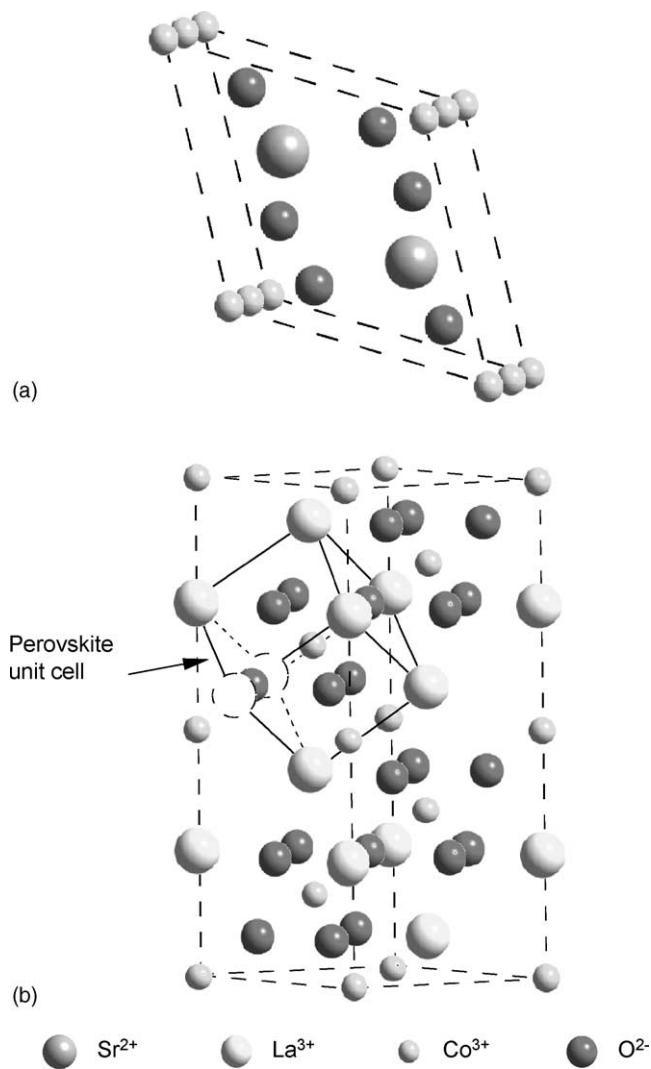 (a)
Perovskite
unit cell
(b)
Sr²⁺ La³⁺ Co³⁺ O²⁻